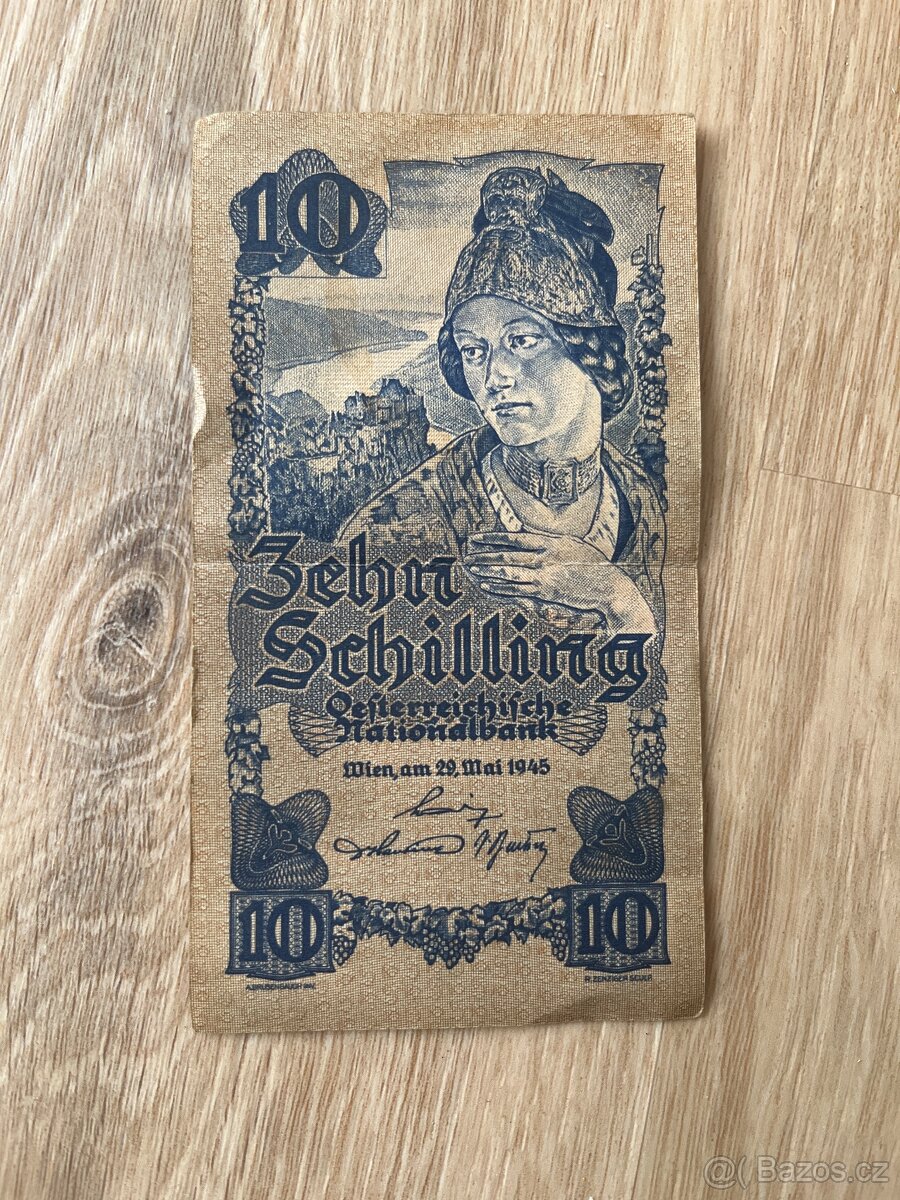 10
Zehn
Schilling
Oesterreichische
Nationalbank
Wien, am 29. Mai 1945
10 10
@( Bazos.cz